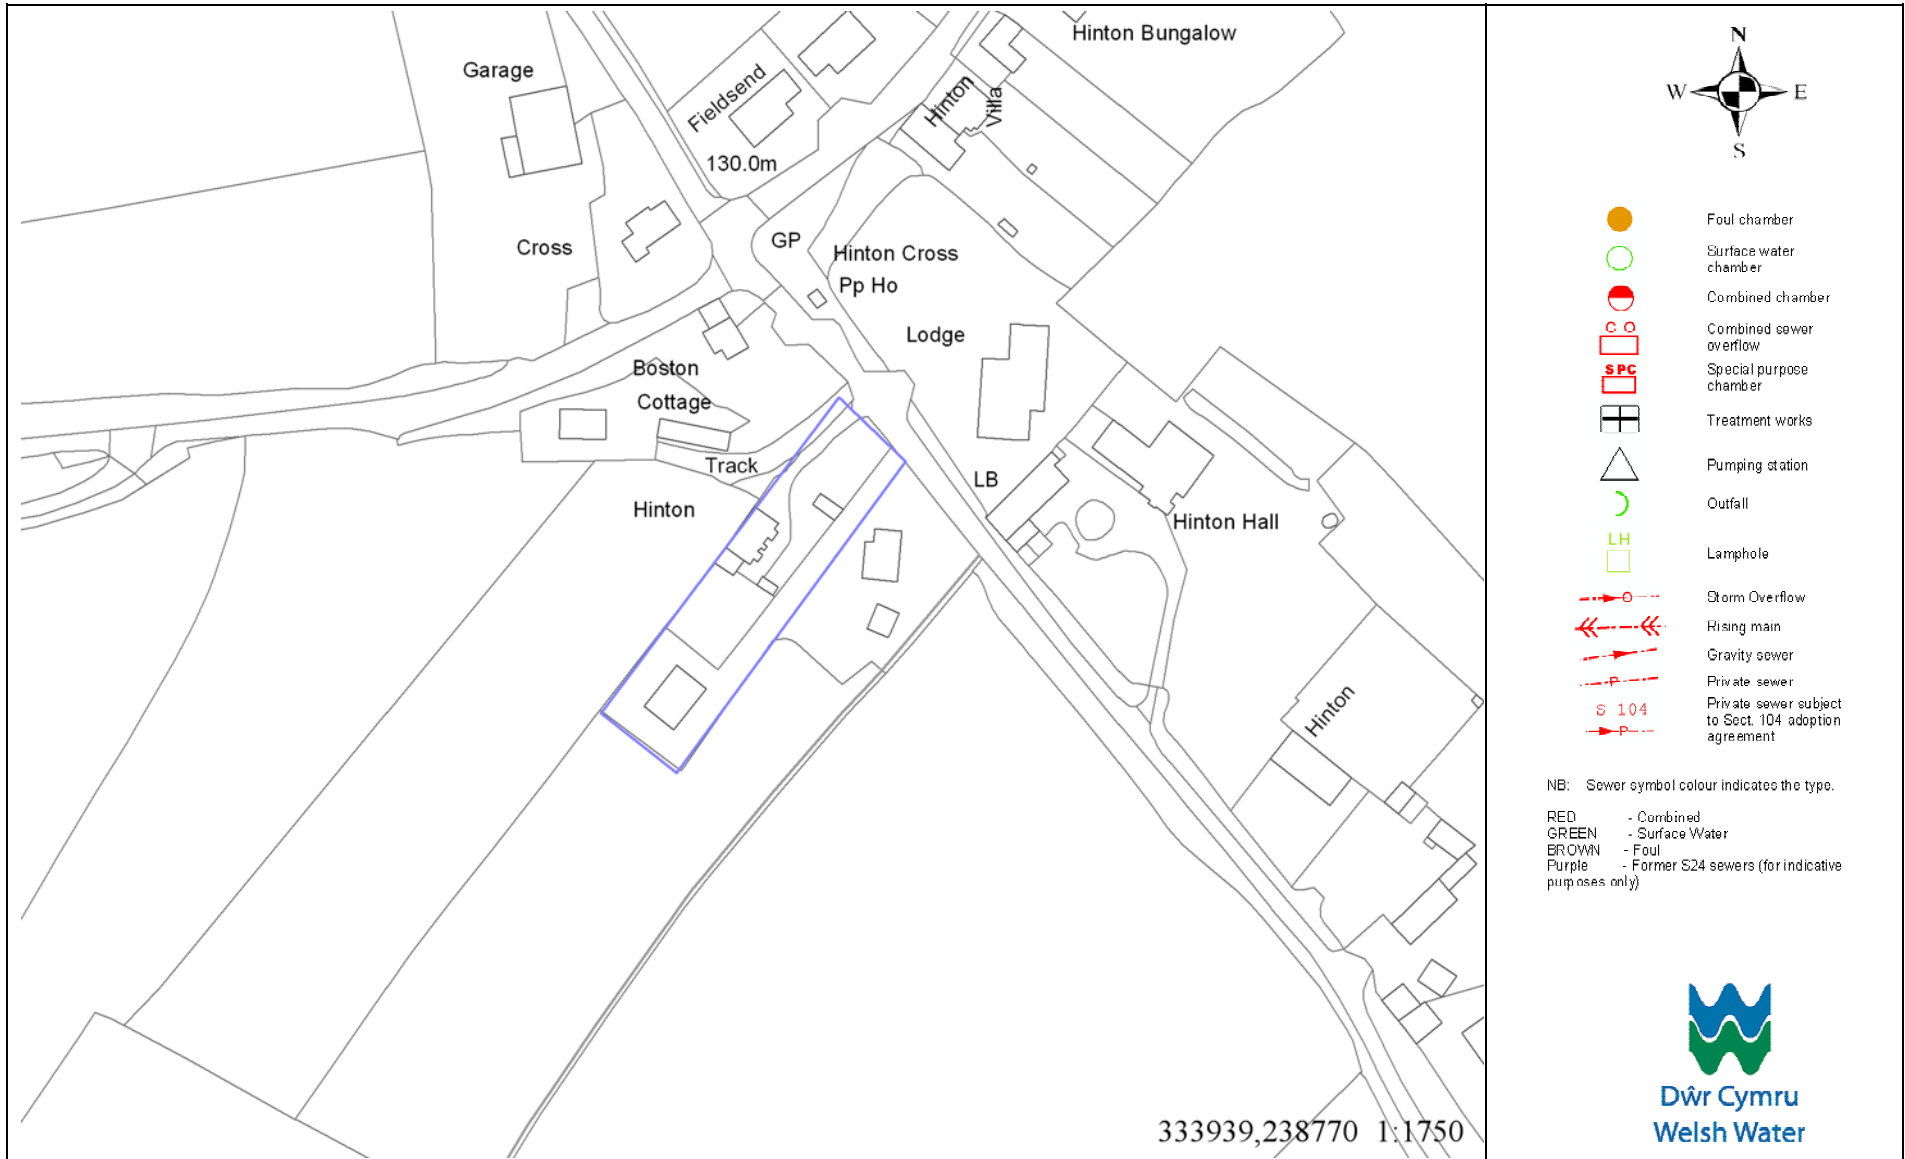 Hinton Bungalow
Garage
Fieldsend
Hinton
Villa
130.0m
Cross
GP
Hinton Cross
Pp Ho
Lodge
Boston
Cottage
Track
LB
Hinton
Hinton Hall
Hinton
333939,238770 1:1750
N
W E
S
Foul chamber
Surface water
chamber
Combined chamber
C O
Combined sewer
overflow
SPC
Special purpose
chamber
Treatment works
Pumping station
Outfall
LH
Lamphole
O
Storm Overflow
Rising main
Gravity sewer
P
Private sewer
S 104
P
Private sewer subject
to Sect. 104 adoption
agreement
NB: Sewer symbol colour indicates the type.
RED - Combined
GREEN - Surface Water
BROWN - Foul
Purple - Former S24 sewers (for indicative
purposes only)
Dŵr Cymru
Welsh Water